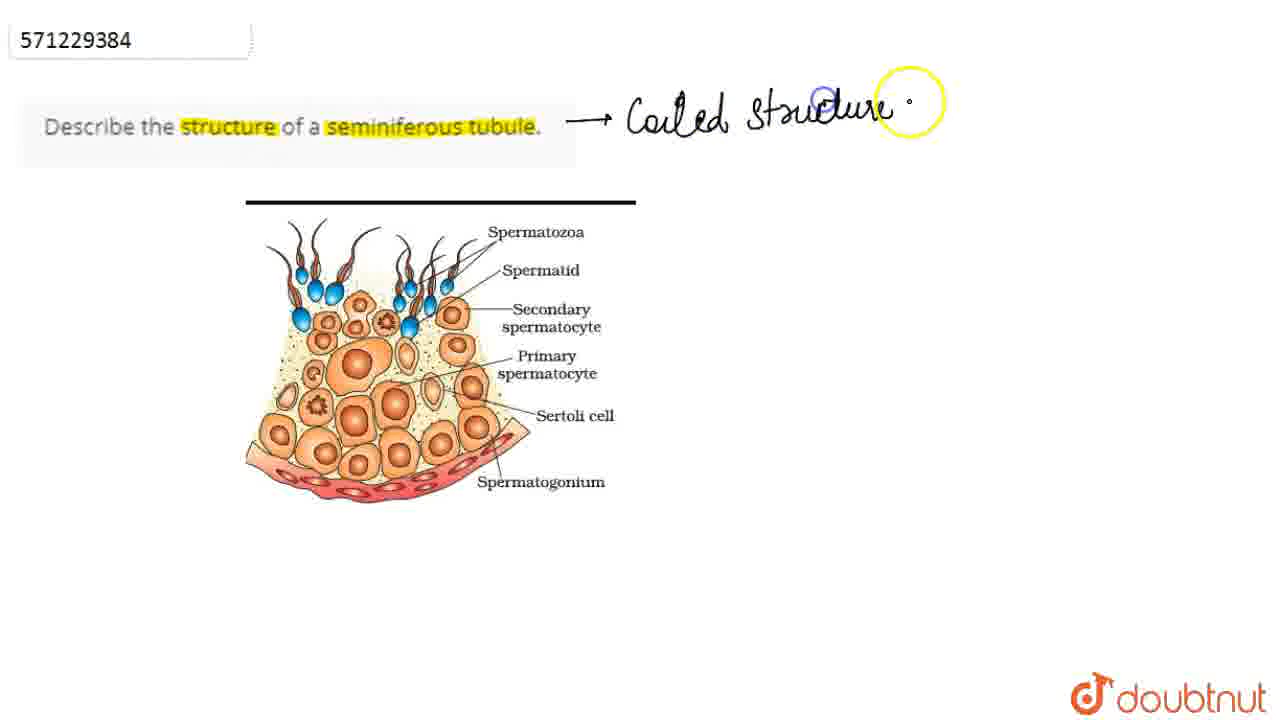 571229384
Describe the structure of a seminiferous tubule. → Coiled structure
Spermatozoa
Spermatid
Secondary
spermatocyte
Primary
spermatocyte
Sertoli cell
Spermatogonium
doubtnut